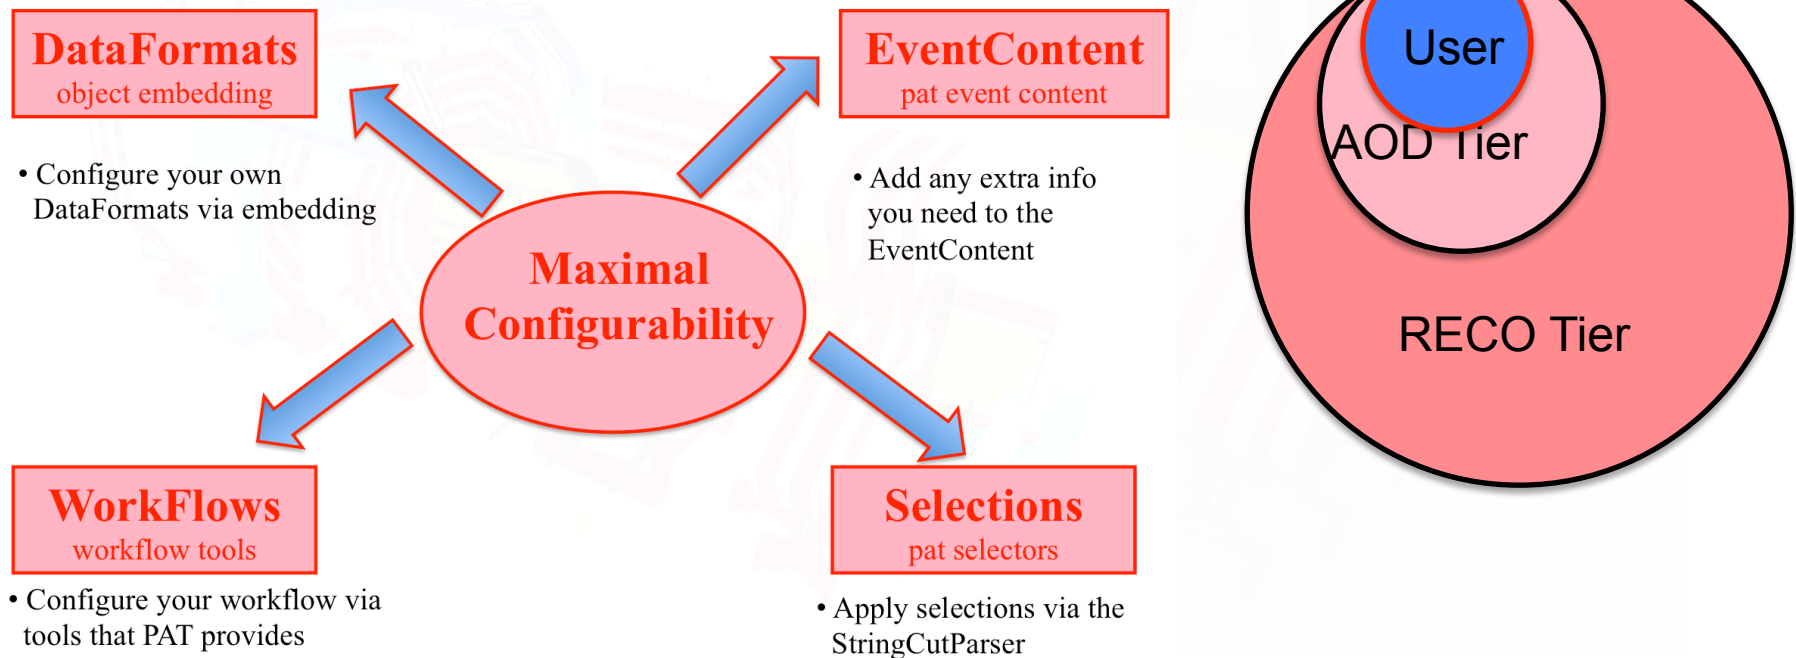 DataFormats
object embedding
• Configure your own
DataFormats via embedding
EventContent
pat event content
• Add any extra info
you need to the
EventContent
Maximal
Configurability
WorkFlows
workflow tools
• Configure your workflow via
tools that PAT provides
Selections
pat selectors
• Apply selections via the
StringCutParser
User
AOD Tier
RECO Tier